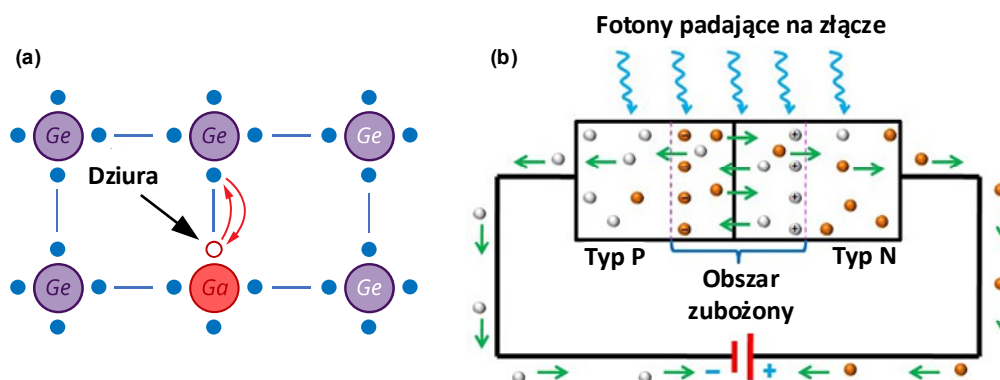 (a)
Ge
Ge
Ge
Dziura
Ge
Ga
Ge
(b)
Fotony padające na złącze
Typ P
Typ N
Obszar
zubożony
− +